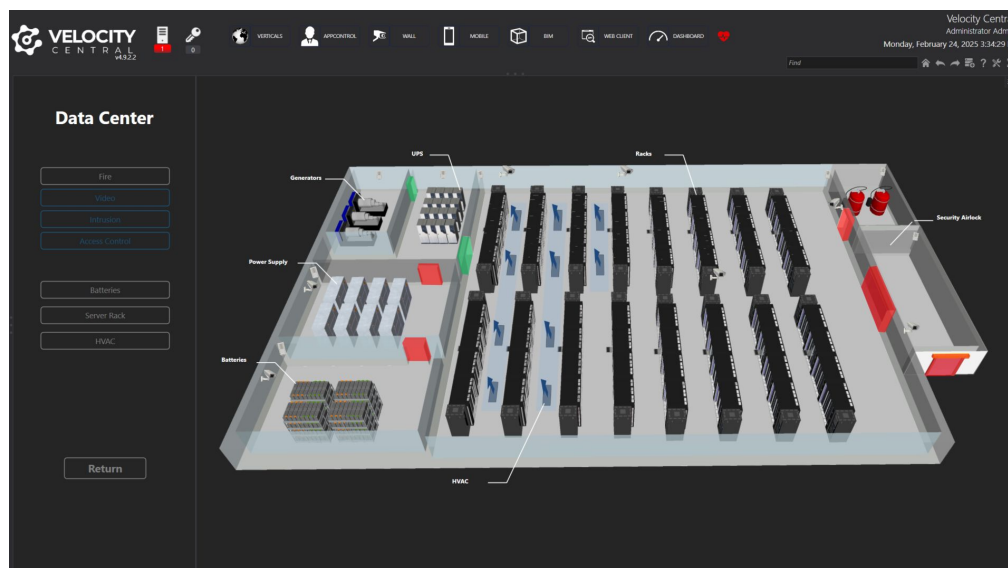 VELOCITY
CENTRAL
v4.9.2.2
1
0
VERTICALS
APPCONTROL
WALL
MOBILE
BIM
WEB CLIENT
DASHBOARD
Velocity Centr
Administrator Adm
Monday, February 24, 2025 3:34:29
Find
Data Center
Fire
Video
Intrusion
Access Control
Batteries
Server Rack
HVAC
Return
UPS
Racks
Generators
Security Airlock
Power Supply
Batteries
HVAC